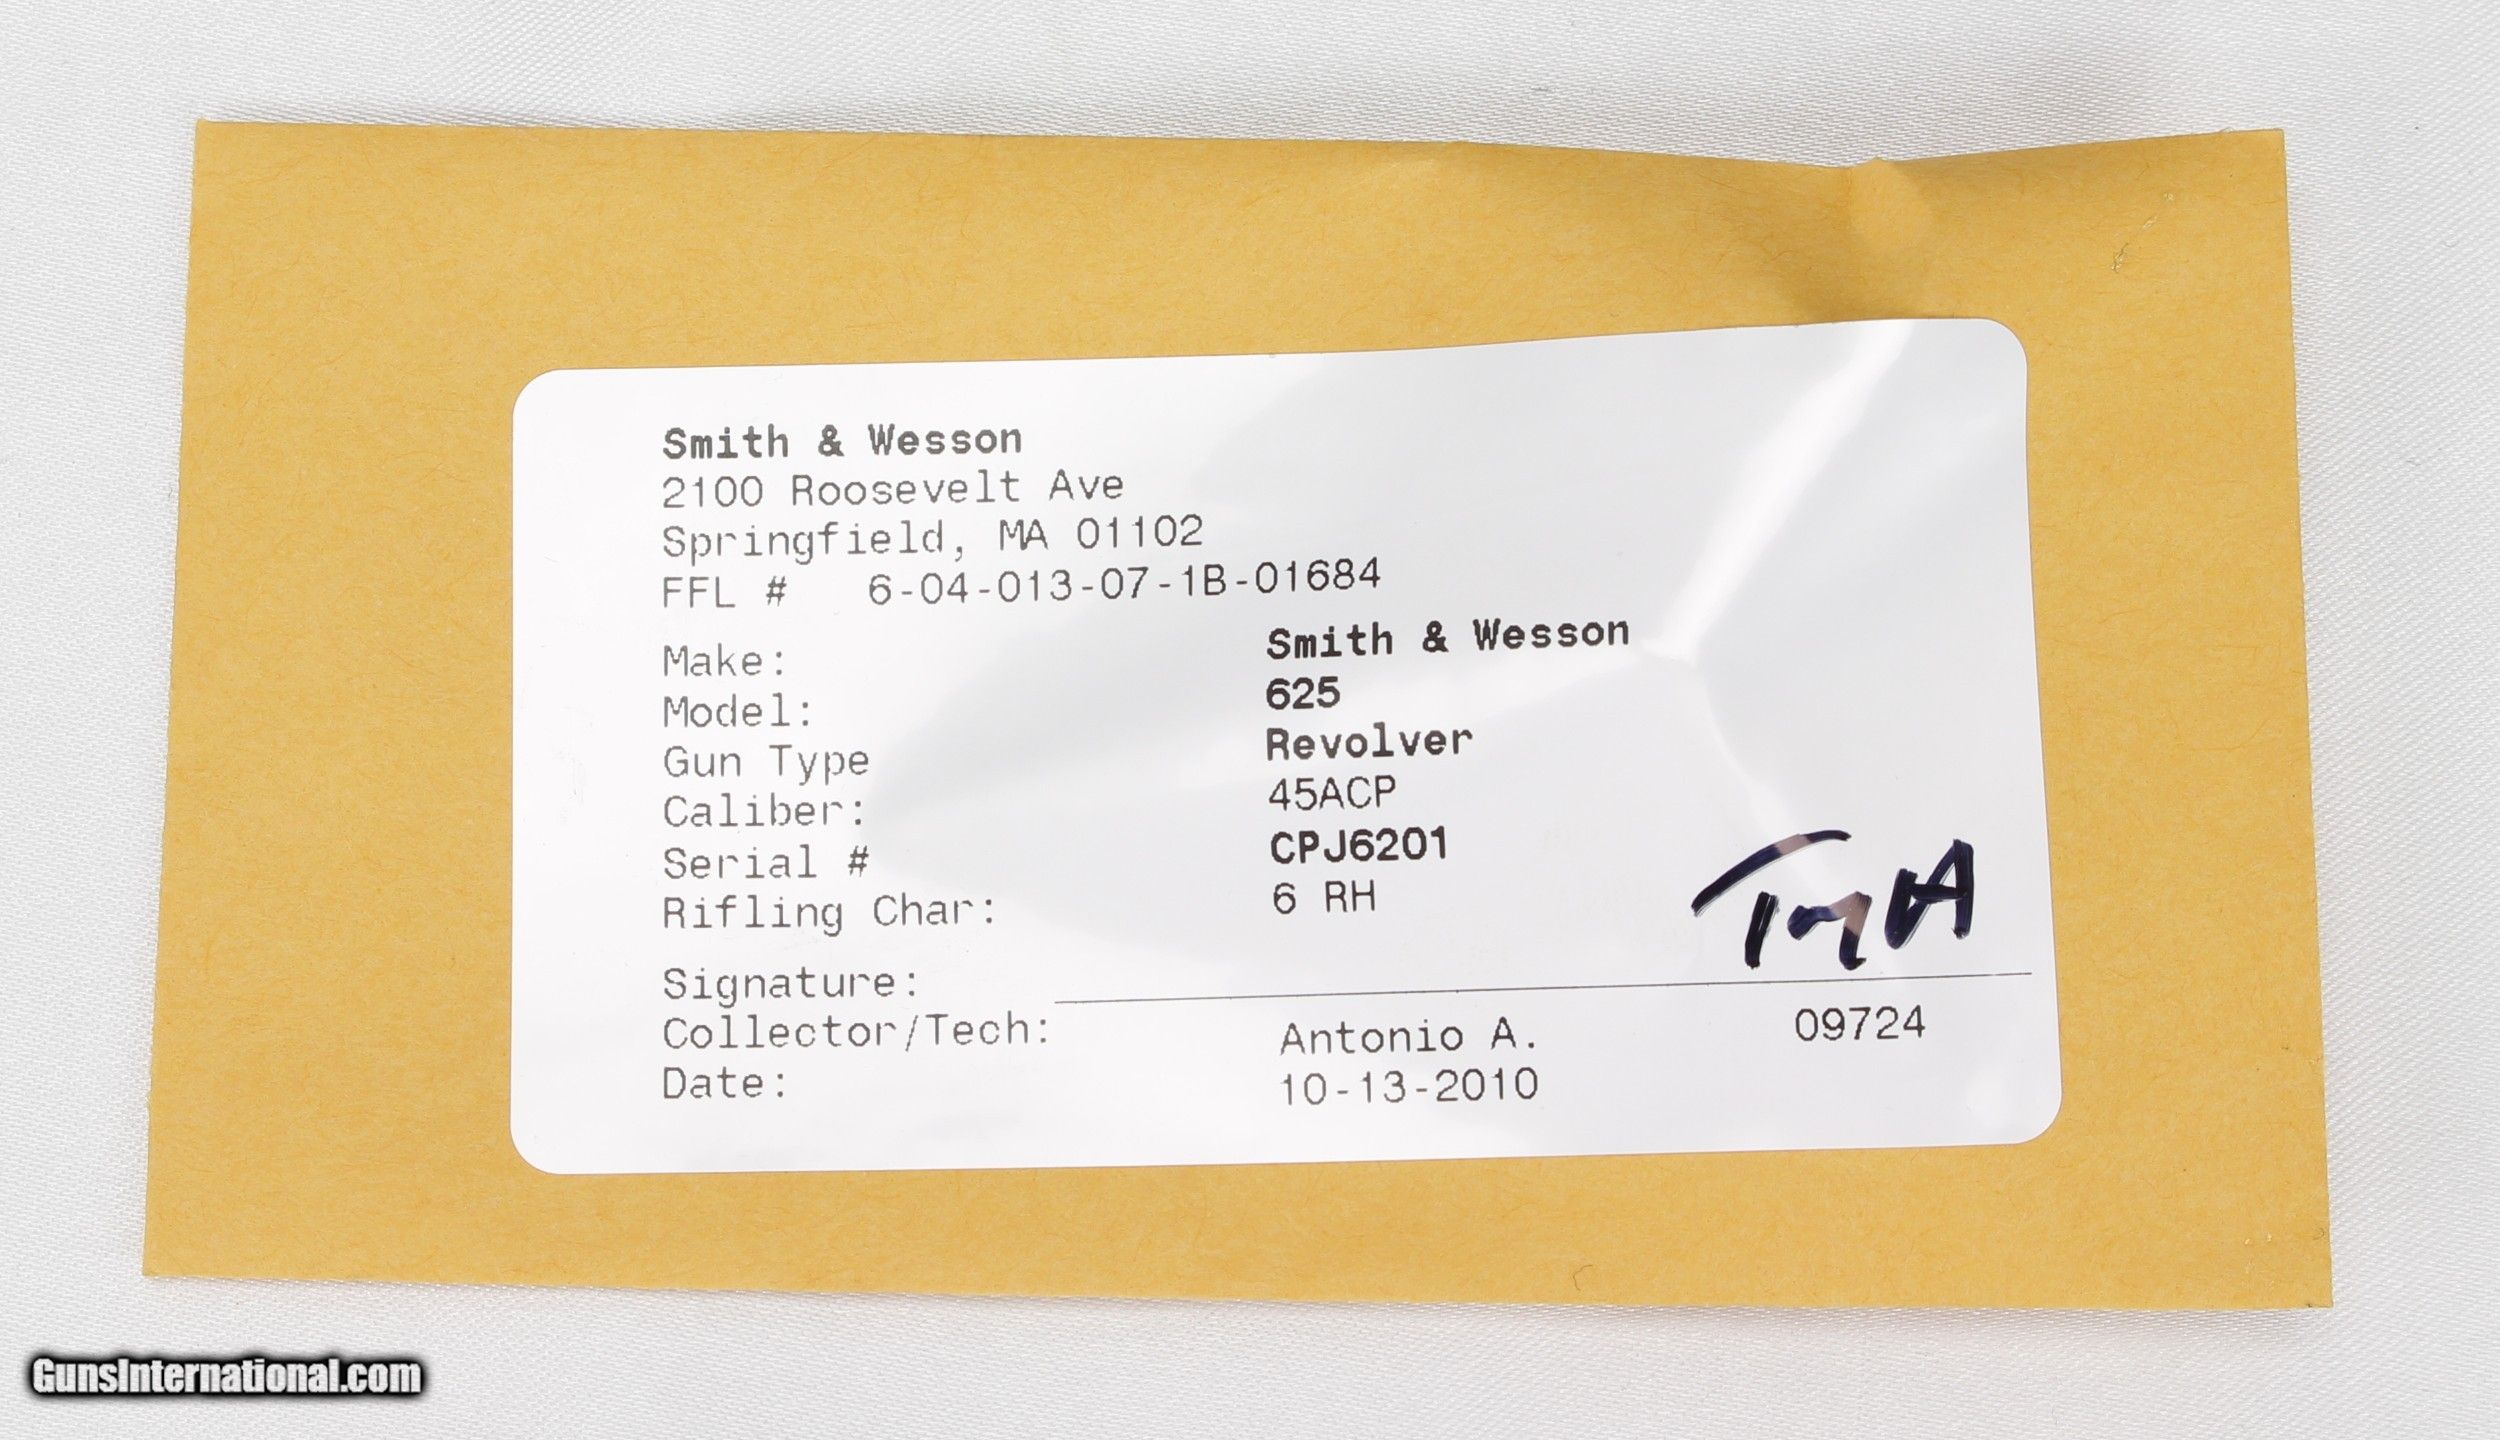 Smith & Wesson
2100 Roosevelt Ave
Springfield, MA 01102
FFL # 6-04-013-07-1B-01684
Make: Smith & Wesson
Model: 625
Gun Type Revolver
Caliber: 45ACP
Serial # CPJ6201
Rifling Char: 6 RH
Signature:
Collector/Tech: Antonio A. 09724
Date: 10-13-2010
GunsInternational.com